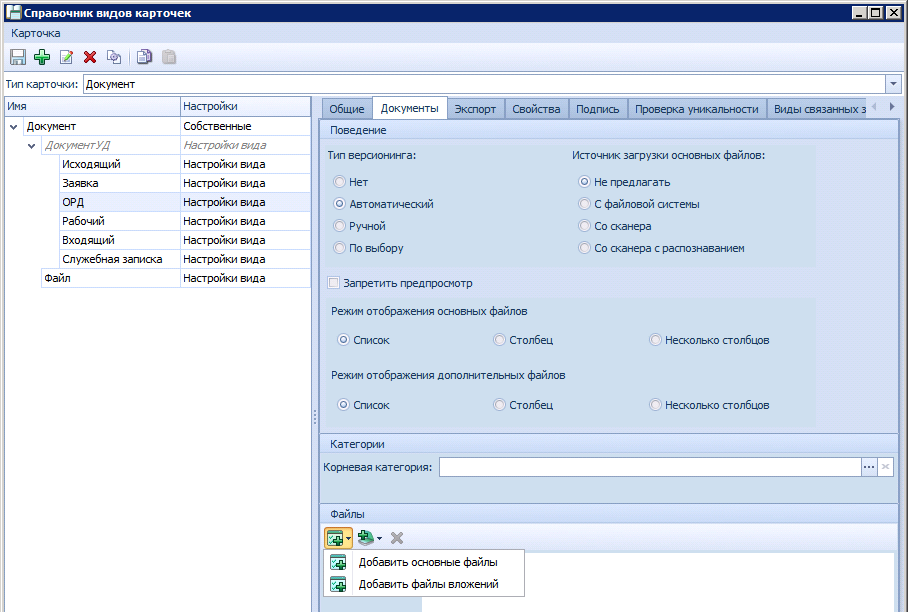 Справочник видов карточек
Карточка
Тип карточки: Документ
Имя Настройки
Документ Собственные
ДокументУД Настройки вида
Исходящий Настройки вида
Заявка Настройки вида
ОРД Настройки вида
Рабочий Настройки вида
Входящий Настройки вида
Служебная записка Настройки вида
Файл Настройки вида
Общие Документы Экспорт Свойства Подпись Проверка уникальности Виды связанных з
Поведение
Тип версионинга: Источник загрузки основных файлов:
Нет Не предлагать
Автоматический С файловой системы
Ручной Со сканера
По выбору Со сканера с распознаванием
Запретить предпросмотр
Режим отображения основных файлов
Список Столбец Несколько столбцов
Режим отображения дополнительных файлов
Список Столбец Несколько столбцов
Категории
Корневая категория:
Файлы
Добавить основные файлы
Добавить файлы вложений